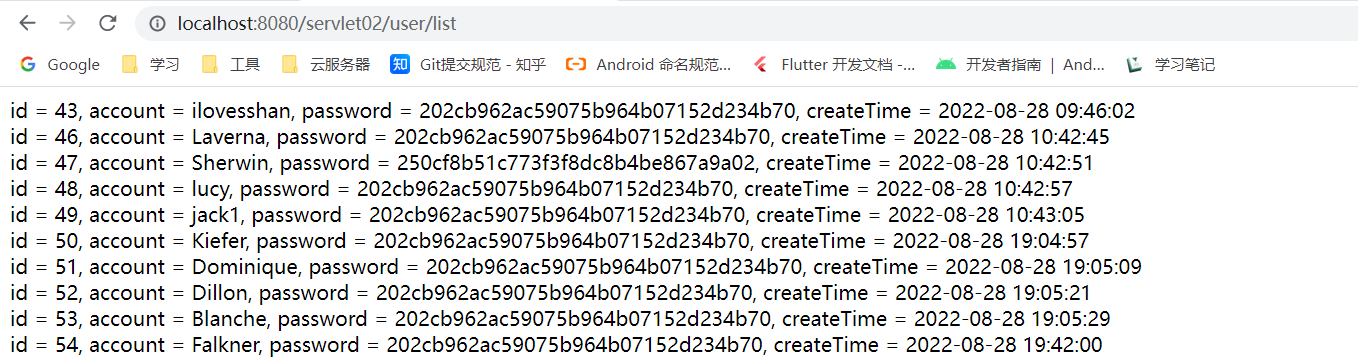 localhost:8080/servlet02/user/list
Google 学习 工具 云服务器 知 Git提交规范 - 知乎 Android 命名规范... Flutter 开发文档 -... 开发者指南 | And... 学习笔记
id = 43, account = ilovesshan, password = 202cb962ac59075b964b07152d234b70, createTime = 2022-08-28 09:46:02
id = 46, account = Laverna, password = 202cb962ac59075b964b07152d234b70, createTime = 2022-08-28 10:42:45
id = 47, account = Sherwin, password = 250cf8b51c773f3f8dc8b4be867a9a02, createTime = 2022-08-28 10:42:51
id = 48, account = lucy, password = 202cb962ac59075b964b07152d234b70, createTime = 2022-08-28 10:42:57
id = 49, account = jack1, password = 202cb962ac59075b964b07152d234b70, createTime = 2022-08-28 10:43:05
id = 50, account = Kiefer, password = 202cb962ac59075b964b07152d234b70, createTime = 2022-08-28 19:04:57
id = 51, account = Dominique, password = 202cb962ac59075b964b07152d234b70, createTime = 2022-08-28 19:05:09
id = 52, account = Dillon, password = 202cb962ac59075b964b07152d234b70, createTime = 2022-08-28 19:05:21
id = 53, account = Blanche, password = 202cb962ac59075b964b07152d234b70, createTime = 2022-08-28 19:05:29
id = 54, account = Falkner, password = 202cb962ac59075b964b07152d234b70, createTime = 2022-08-28 19:42:00